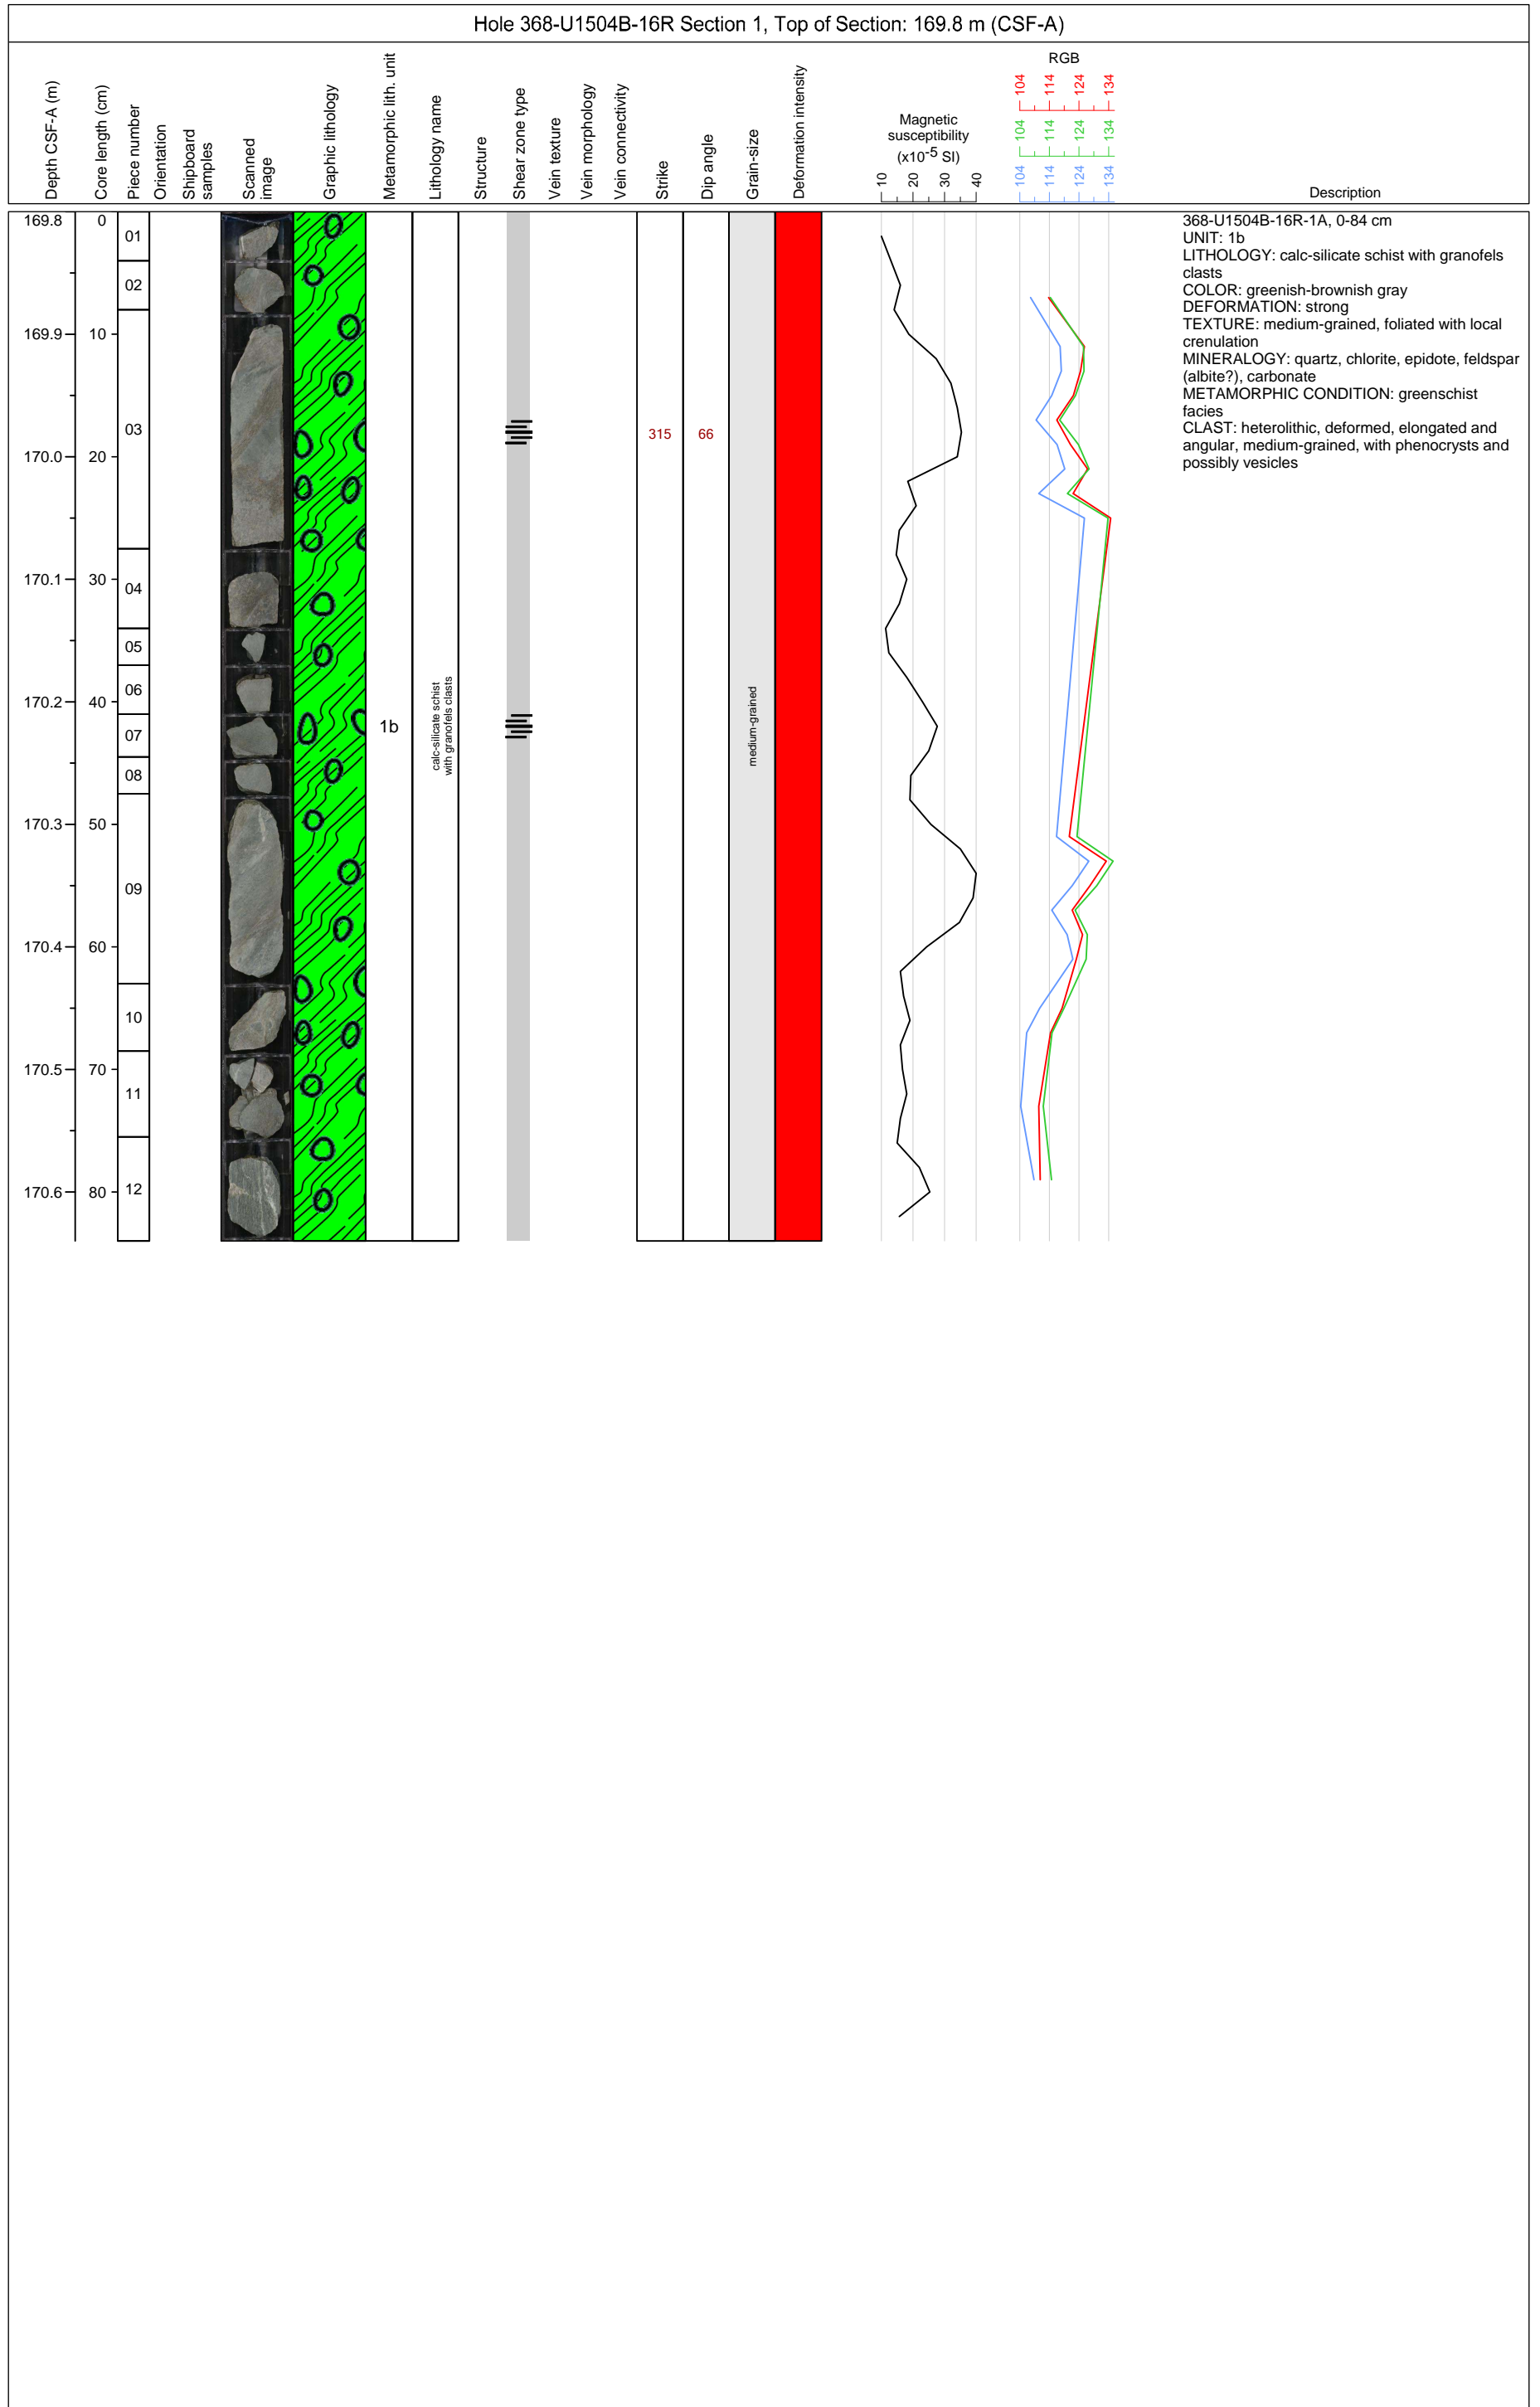 Hole 368-U1504B-16R Section 1, Top of Section: 169.8 m (CSF-A)
Depth CSF-A (m)
Core length (cm)
Piece number
Orientation
Shipboard
samples
Scanned
image
Graphic lithology
Metamorphic lith. unit
Lithology name
Structure
Shear zone type
Vein texture
Vein morphology
Vein connectivity
Strike
Dip angle
Grain-size
Deformation intensity
Magnetic
susceptibility
(x10-5 SI)
10 20 30 40
RGB
104 114 124 134
104 114 124 134
104 114 124 134
Description
169.8 0
01
02
169.9 10
03
315 66
170.0 20
170.1 30
04
05
06
170.2 40
07
1b
calc-silicate schist
with granofels clasts
medium-grained
08
170.3 50
09
170.4 60
10
170.5 70
11
170.6 80
12
368-U1504B-16R-1A, 0-84 cm
UNIT: 1b
LITHOLOGY: calc-silicate schist with granofels
clasts
COLOR: greenish-brownish gray
DEFORMATION: strong
TEXTURE: medium-grained, foliated with local
crenulation
MINERALOGY: quartz, chlorite, epidote, feldspar
(albite?), carbonate
METAMORPHIC CONDITION: greenschist
facies
CLAST: heterolithic, deformed, elongated and
angular, medium-grained, with phenocrysts and
possibly vesicles